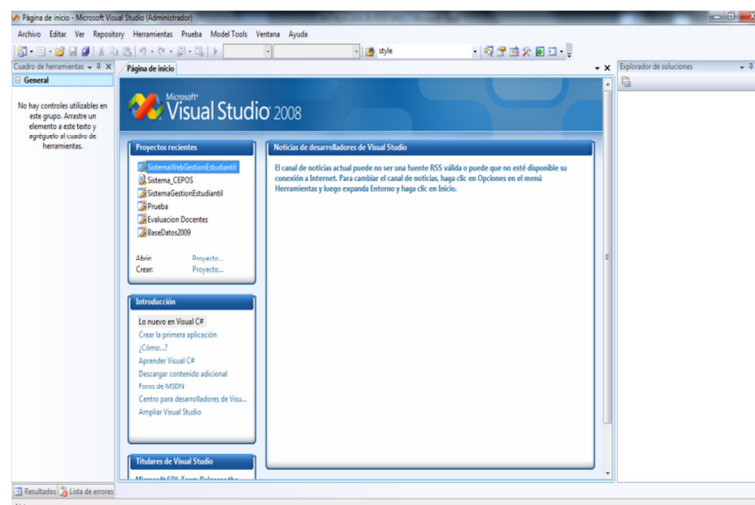 Página de inicio - Microsoft Visual Studio (Administrador)
Archivo Editar Ver Repository Herramientas Prueba Model Tools Ventana Ayuda
style
Cuadro de herramientas
General
No hay controles utilizables en
este grupo. Arrastre un
elemento a este texto y
agréguelo al cuadro de
herramientas.
Página de inicio
Microsoft
Visual Studio 2008
Proyectos recientes
SistemaWebGestionEstudiantil
Sistema_CEPOS
SistemaGestionEstudiantil
Prueba
Evaluacion Docentes
BaseDatos2009
Abrir: Proyecto...
Crear: Proyecto...
Introducción
Lo nuevo en Visual C#
Crear la primera aplicación
¿Cómo...?
Aprender Visual C#
Descargar contenido adicional
Foros de MSDN
Centro para desarrolladores de Visu...
Ampliar Visual Studio
Titulares de Visual Studio
Noticias de desarrolladores de Visual Studio
El canal de noticias actual puede no ser una fuente RSS válida o puede que no esté disponible su
conexión a Internet. Para cambiar el canal de noticias, haga clic en Opciones en el menú
Herramientas y luego expanda Entorno y haga clic en Inicio.
Explorador de soluciones
Resultados Lista de errores